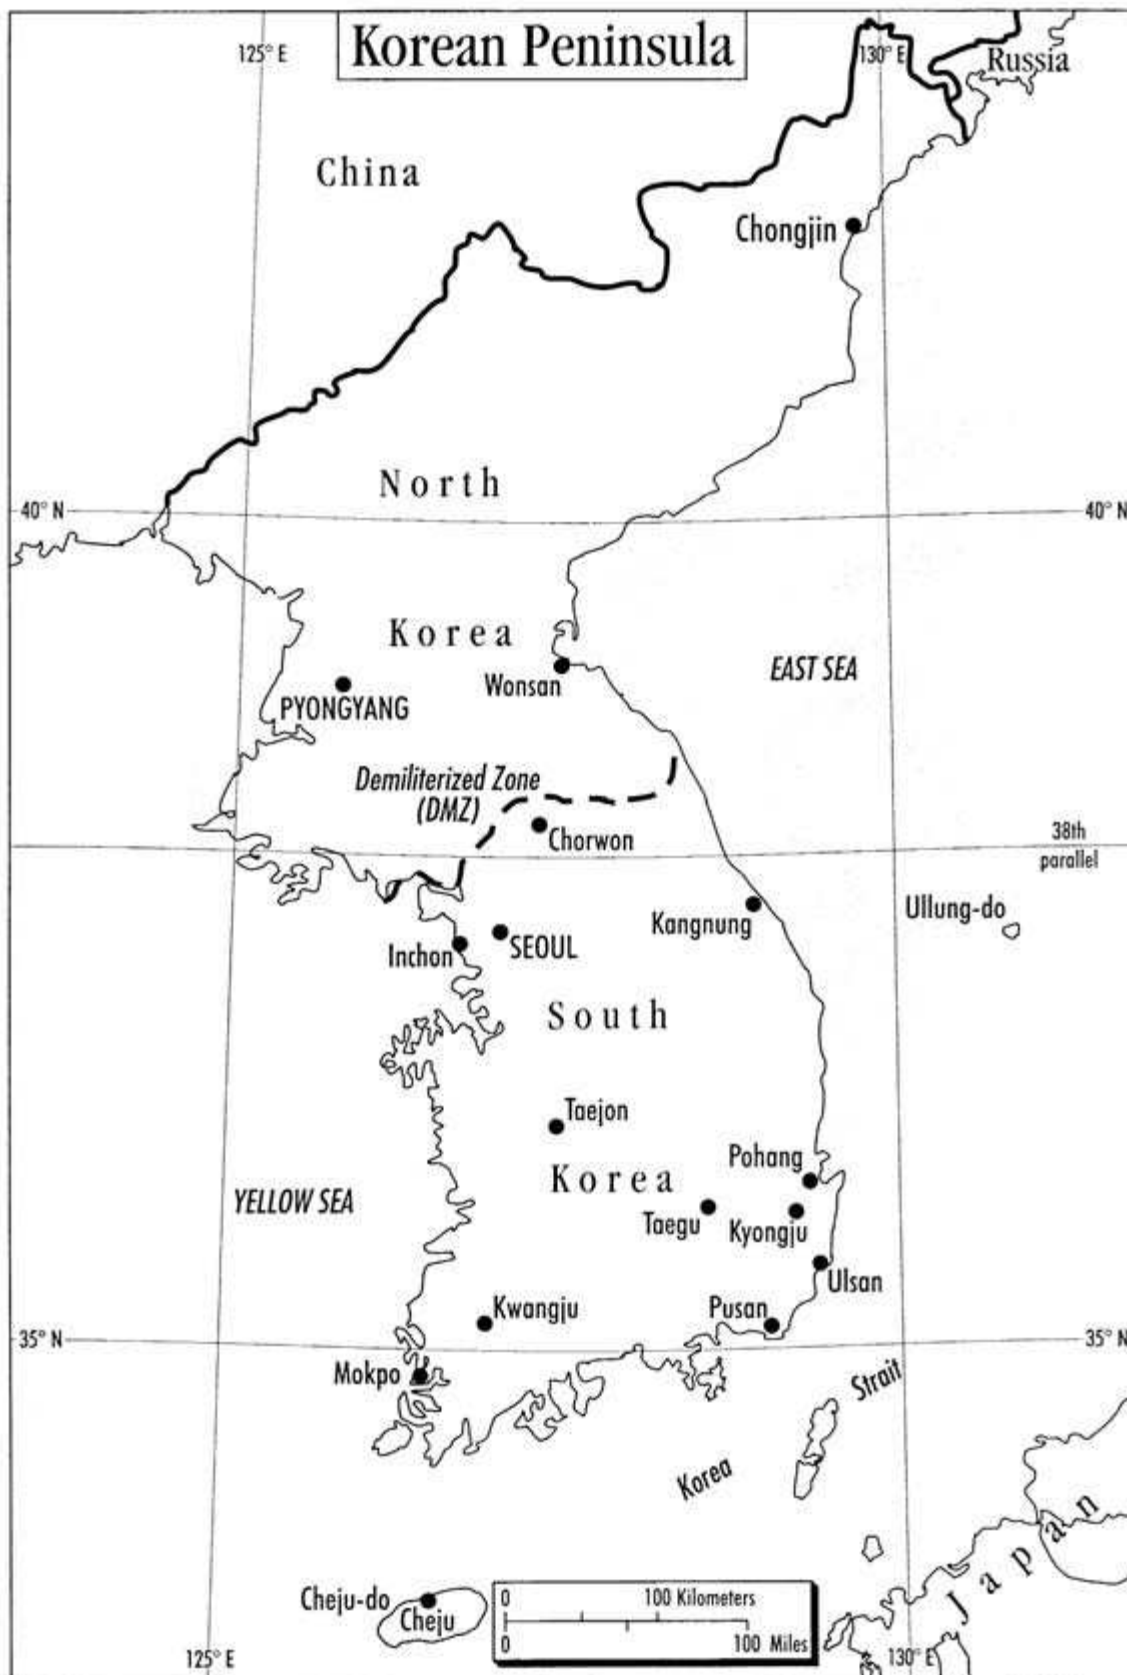 Korean Peninsula
125° E
130° E
Russia
China
Chongjin
North
40° N
40° N
Korea
EAST SEA
Wonsan
PYONGYANG
Demiliterized Zone
(DMZ)
Chorwon
38th
parallel
Kangnung
Ullung-do
Inchon
SEOUL
South
Taejon
Pohang
Korea
YELLOW SEA
Taegu
Kyongju
Ulsan
Kwangju
Pusan
35° N
35° N
Mokpo
Strait
Korea
Japan
Cheju-do
Cheju
0 100 Kilometers
0 100 Miles
125° E
130° E